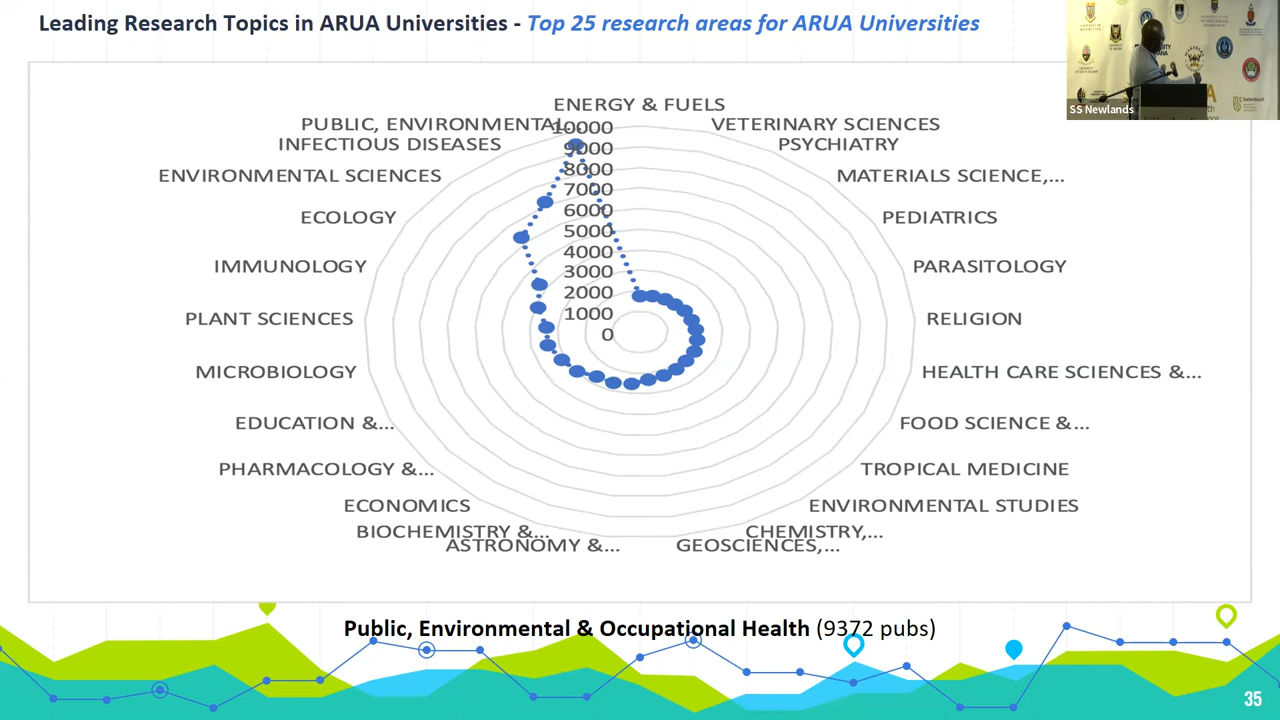 Leading Research Topics in ARUA Universities - Top 25 research areas for ARUA Universities
SS Newlands
ENERGY & FUELS
PUBLIC, ENVIRONMENTAL...
VETERINARY SCIENCES
INFECTIOUS DISEASES
PSYCHIATRY
ENVIRONMENTAL SCIENCES
MATERIALS SCIENCE,...
ECOLOGY
PEDIATRICS
IMMUNOLOGY
PARASITOLOGY
PLANT SCIENCES
RELIGION
MICROBIOLOGY
HEALTH CARE SCIENCES &...
EDUCATION &...
FOOD SCIENCE &...
PHARMACOLOGY &...
TROPICAL MEDICINE
ECONOMICS
ENVIRONMENTAL STUDIES
BIOCHEMISTRY &...
CHEMISTRY,...
ASTRONOMY &...
GEOSCIENCES,...
10000
9000
8000
7000
6000
5000
4000
3000
2000
1000
0
Public, Environmental & Occupational Health (9372 pubs)
35